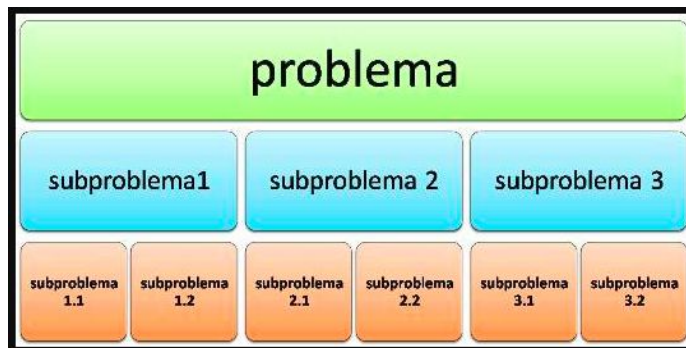 problema
subproblema1
subproblema 2
subproblema 3
subproblema
1.1
subproblema
1.2
subproblema
2.1
subproblema
2.2
subproblema
3.1
subproblema
3.2